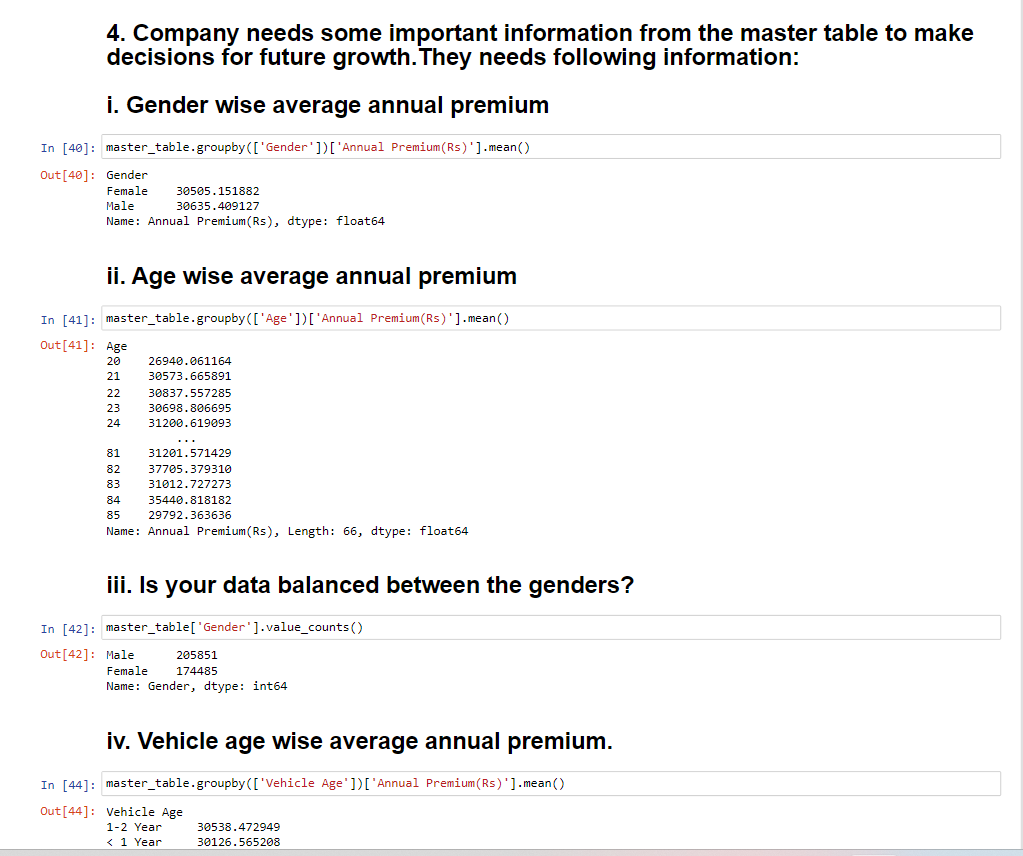 4. Company needs some important information from the master table to make
decisions for future growth.They needs following information:
i. Gender wise average annual premium
In [40]: master_table.groupby(['Gender'])['Annual Premium(Rs)'].mean()
Out[40]: Gender
Female 30505.151882
Male 30635.409127
Name: Annual Premium(Rs), dtype: float64
ii. Age wise average annual premium
In [41]: master_table.groupby(['Age'])['Annual Premium(Rs)'].mean()
Out[41]: Age
20 26940.061164
21 30573.665891
22 30837.557285
23 30698.806695
24 31200.619093
...
81 31201.571429
82 37705.379310
83 31012.727273
84 35440.818182
85 29792.363636
Name: Annual Premium(Rs), Length: 66, dtype: float64
iii. Is your data balanced between the genders?
In [42]: master_table['Gender'].value_counts()
Out[42]: Male 205851
Female 174485
Name: Gender, dtype: int64
iv. Vehicle age wise average annual premium.
In [44]: master_table.groupby(['Vehicle Age'])['Annual Premium(Rs)'].mean()
Out[44]: Vehicle Age
1-2 Year 30538.472949
< 1 Year 30126.565208